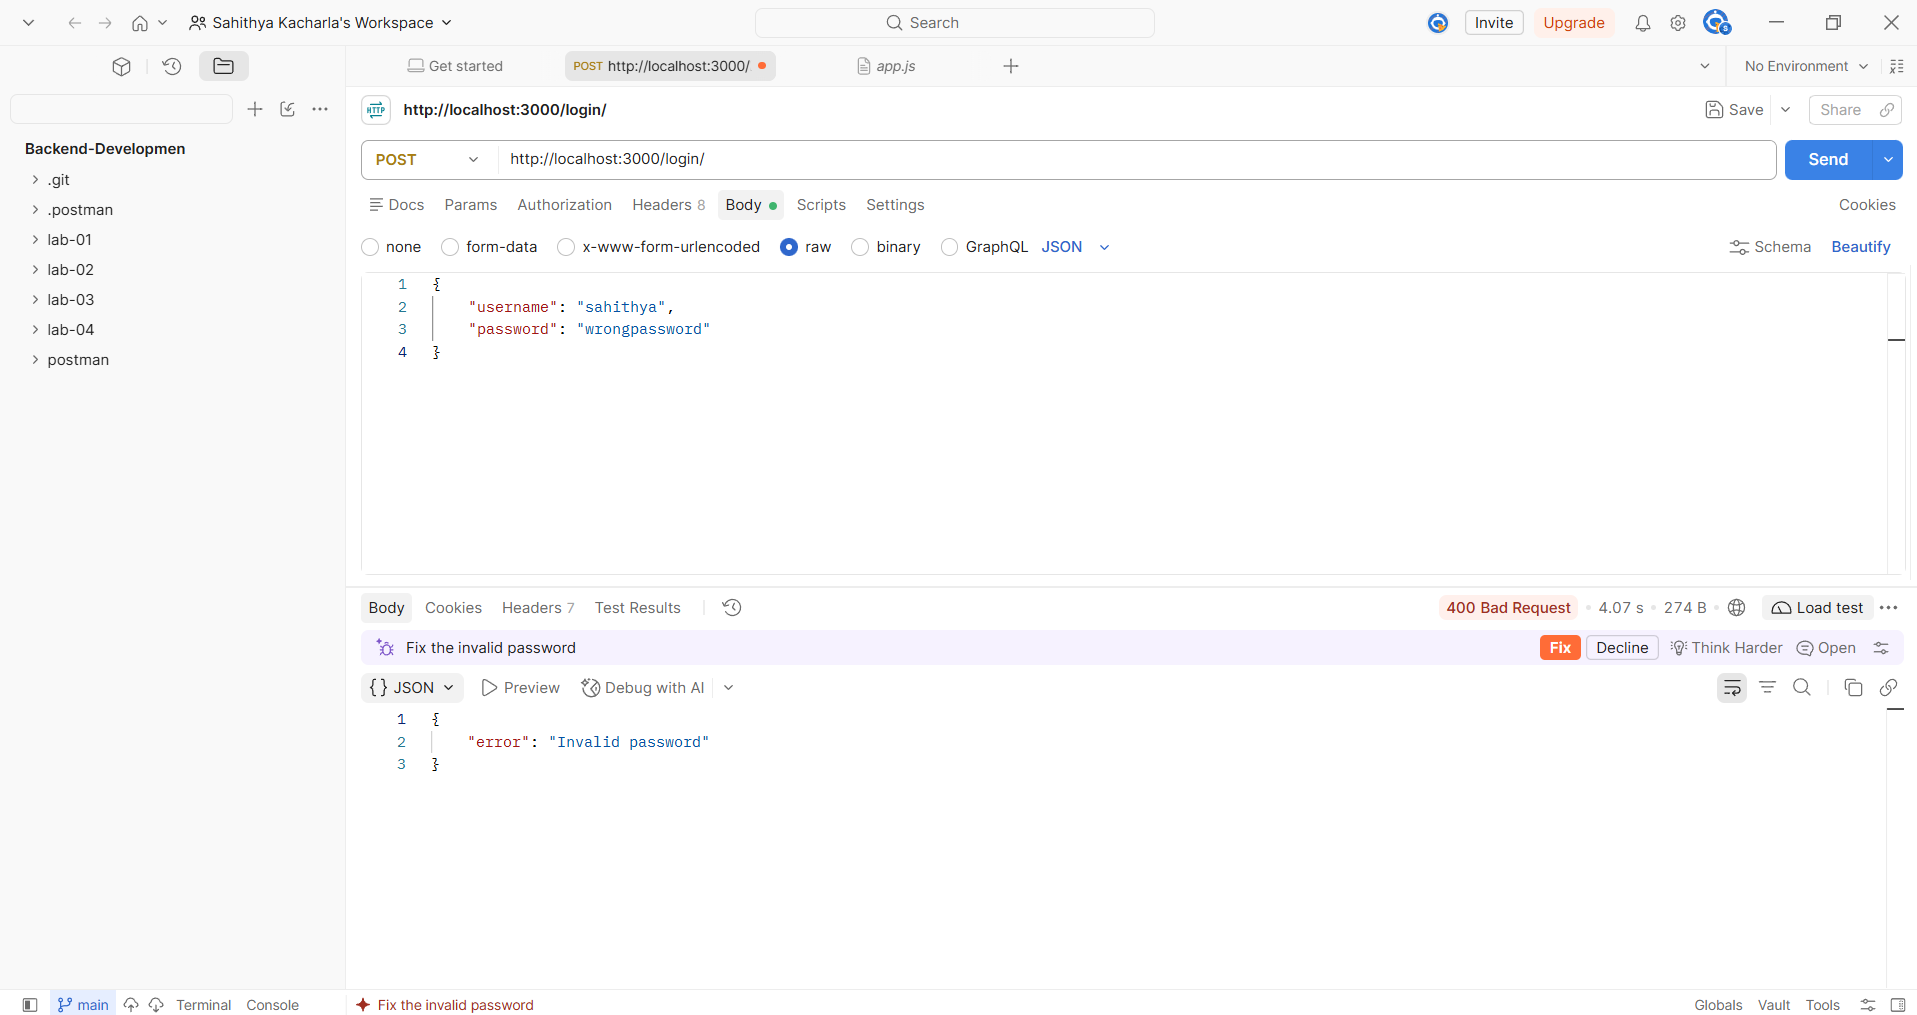 Sahithya Kacharla's Workspace
Search
Invite
Upgrade
Get started
POST http://localhost:3000/
app.js
No Environment
HTTP http://localhost:3000/login/
Save
Share
Backend-Developmen
.git
.postman
lab-01
lab-02
lab-03
lab-04
postman
POST
http://localhost:3000/login/
Send
Docs Params Authorization Headers 8 Body Scripts Settings
Cookies
none form-data x-www-form-urlencoded raw binary GraphQL JSON
Schema Beautify
1 {
2 "username": "sahithya",
3 "password": "wrongpassword"
4 }
Body Cookies Headers 7 Test Results
400 Bad Request 4.07 s 274 B Load test
Fix the invalid password
Fix Decline Think Harder Open
{} JSON Preview Debug with AI
1 {
2 "error": "Invalid password"
3 }
main Terminal Console
Fix the invalid password
Globals Vault Tools